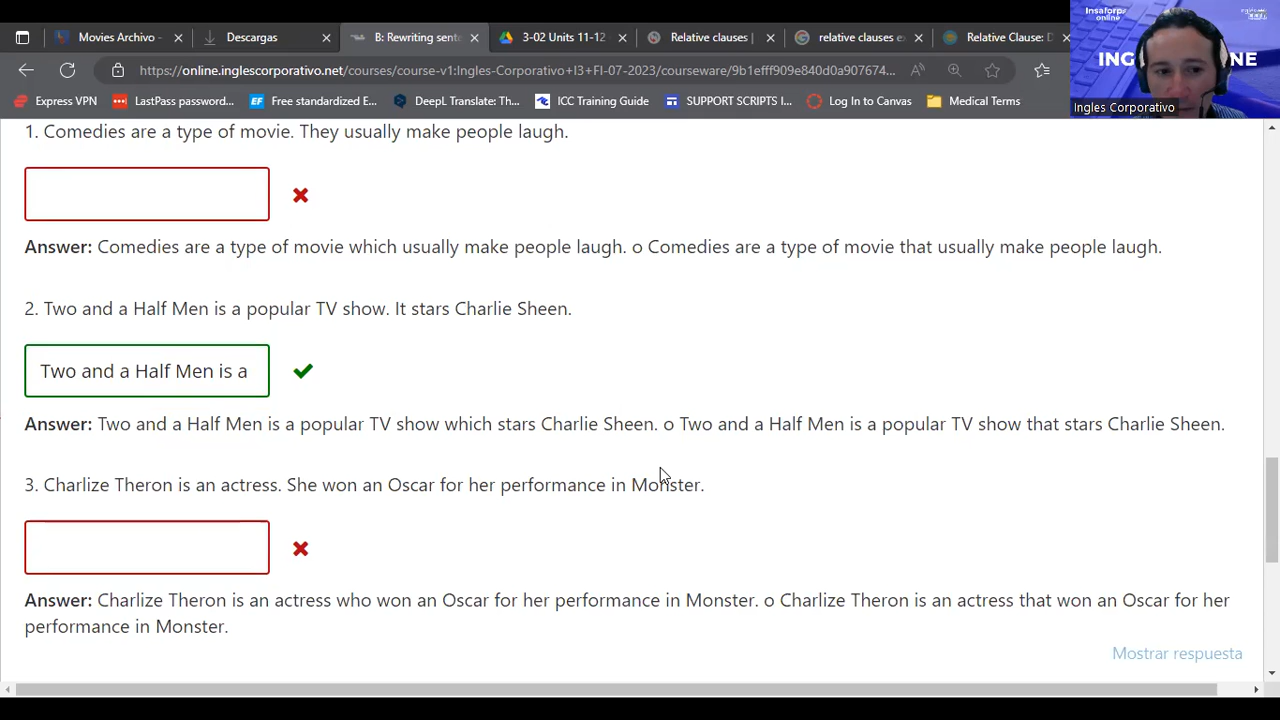 Movies Archivo -
Descargas
B: Rewriting sent
3-02 Units 11-12
Relative clauses |
relative clauses e
Relative Clause: D
https://online.inglescorporativo.net/courses/course-v1:Ingles-Corporativo+I3+FI-07-2023/courseware/9b1efff909e840d0a907674...
Express VPN
LastPass password...
EF Free standardized E...
DeepL Translate: Th...
ICC Training Guide
SUPPORT SCRIPTS I...
Log In to Canvas
Medical Terms
Insaforp
online
ING
NE
Ingles Corporativo
1. Comedies are a type of movie. They usually make people laugh.
Answer: Comedies are a type of movie which usually make people laugh. o Comedies are a type of movie that usually make people laugh.
2. Two and a Half Men is a popular TV show. It stars Charlie Sheen.
Two and a Half Men is a
Answer: Two and a Half Men is a popular TV show which stars Charlie Sheen. o Two and a Half Men is a popular TV show that stars Charlie Sheen.
3. Charlize Theron is an actress. She won an Oscar for her performance in Monster.
Answer: Charlize Theron is an actress who won an Oscar for her performance in Monster. o Charlize Theron is an actress that won an Oscar for her
performance in Monster.
Mostrar respuesta